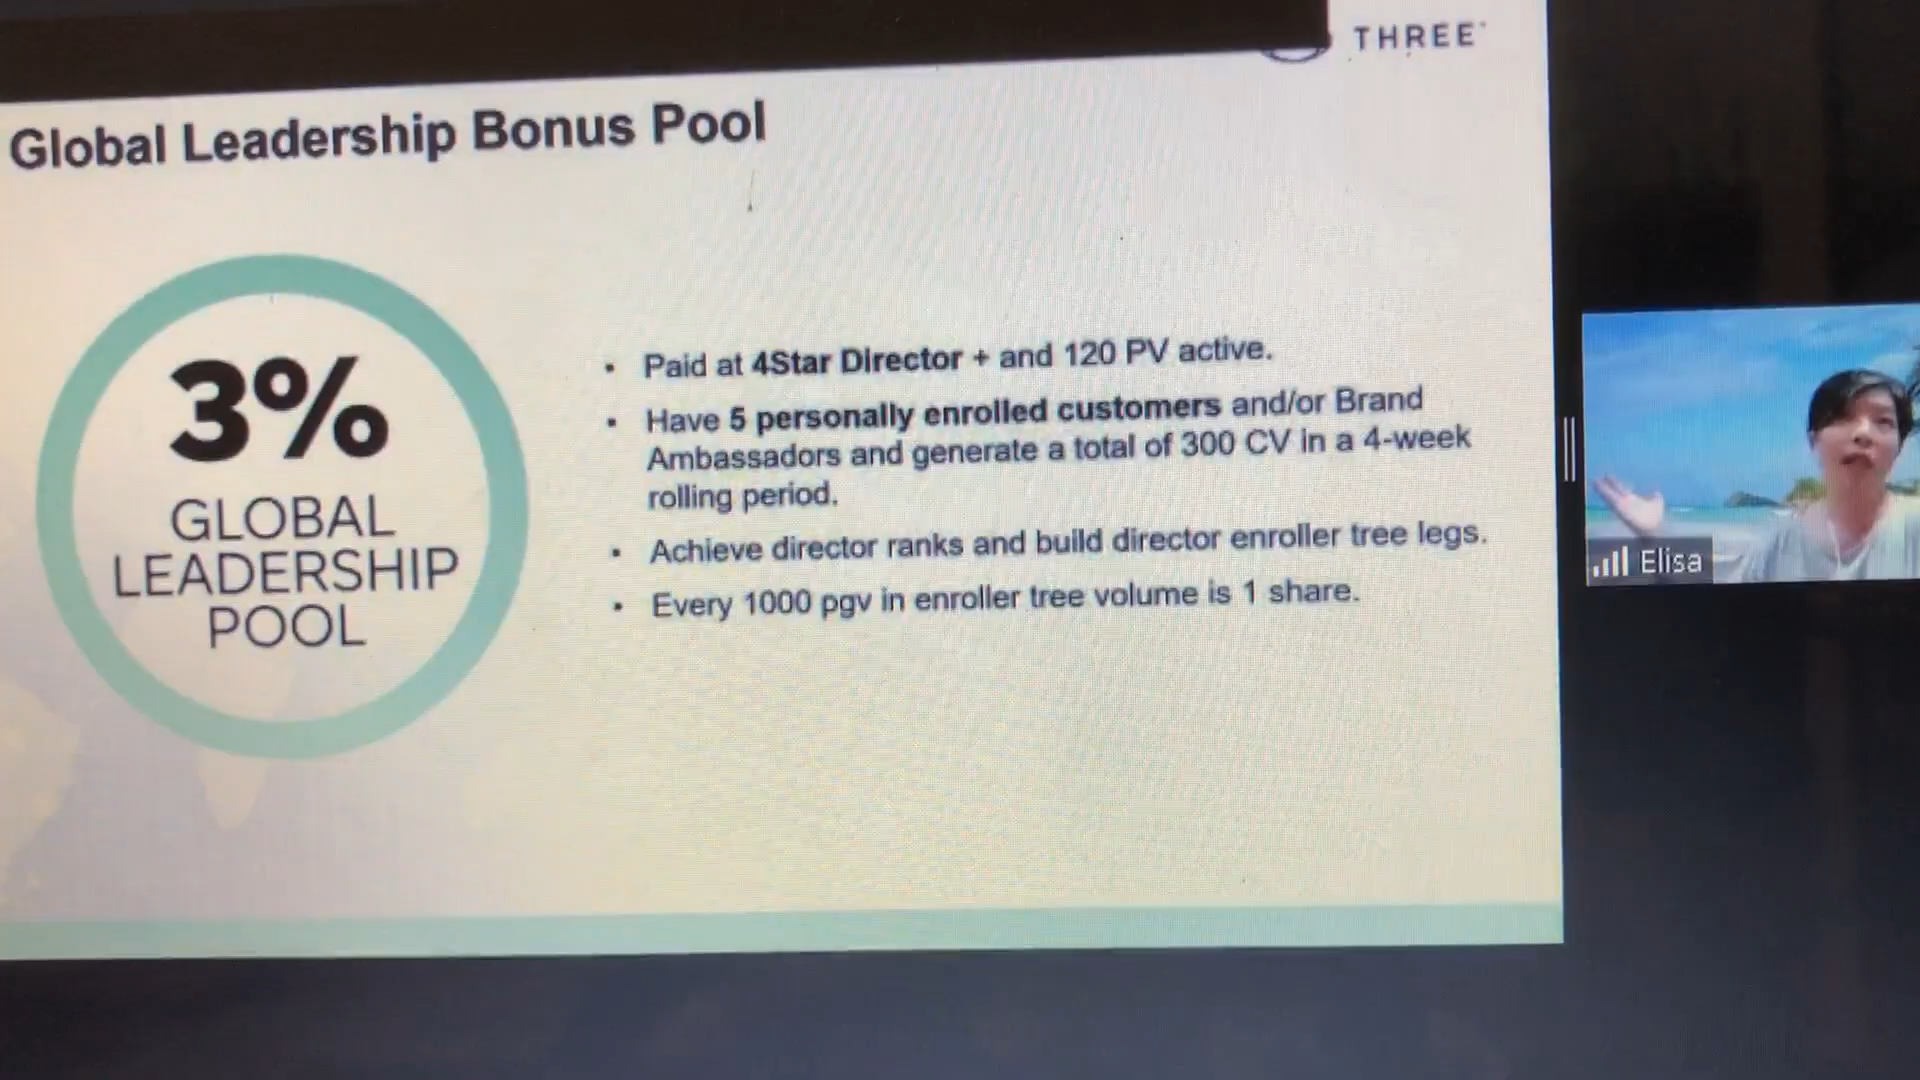 THREE
Global Leadership Bonus Pool
3%
GLOBAL
LEADERSHIP
POOL
• Paid at 4Star Director + and 120 PV active.
• Have 5 personally enrolled customers and/or Brand
Ambassadors and generate a total of 300 CV in a 4-week
rolling period.
• Achieve director ranks and build director enroller tree legs.
• Every 1000 pgv in enroller tree volume is 1 share.
Elisa